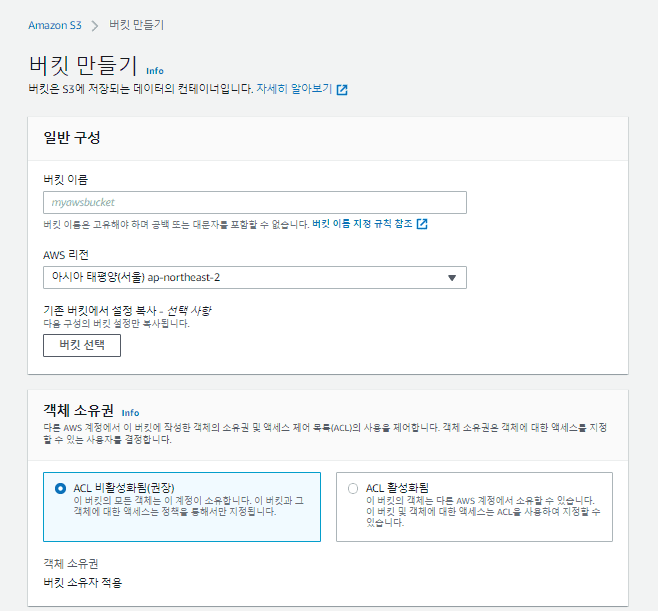 Amazon S3 > 버킷 만들기
버킷 만들기 Info
버킷은 S3에 저장되는 데이터의 컨테이너입니다. 자세히 알아보기
일반 구성
버킷 이름
myawsbucket
버킷 이름은 고유해야 하며 공백 또는 대문자를 포함할 수 없습니다. 버킷 이름 지정 규칙 참조
AWS 리전
아시아 태평양(서울) ap-northeast-2
기존 버킷에서 설정 복사 - 선택 사항
다음 구성의 버킷 설정만 복사됩니다.
버킷 선택
객체 소유권 Info
다른 AWS 계정에서 이 버킷에 작성한 객체의 소유권 및 액세스 제어 목록(ACL)의 사용을 제어합니다. 객체 소유권은 객체에 대한 액세스를 지정
할 수 있는 사용자를 결정합니다.
ACL 비활성화됨(권장)
이 버킷의 모든 객체는 이 계정이 소유합니다. 이 버킷과 그
객체에 대한 액세스는 정책을 통해서만 지정됩니다.
ACL 활성화됨
이 버킷의 객체는 다른 AWS 계정에서 소유할 수 있습니다.
이 버킷 및 객체에 대한 액세스는 ACL을 사용하여 지정할 수
있습니다.
객체 소유권
버킷 소유자 적용